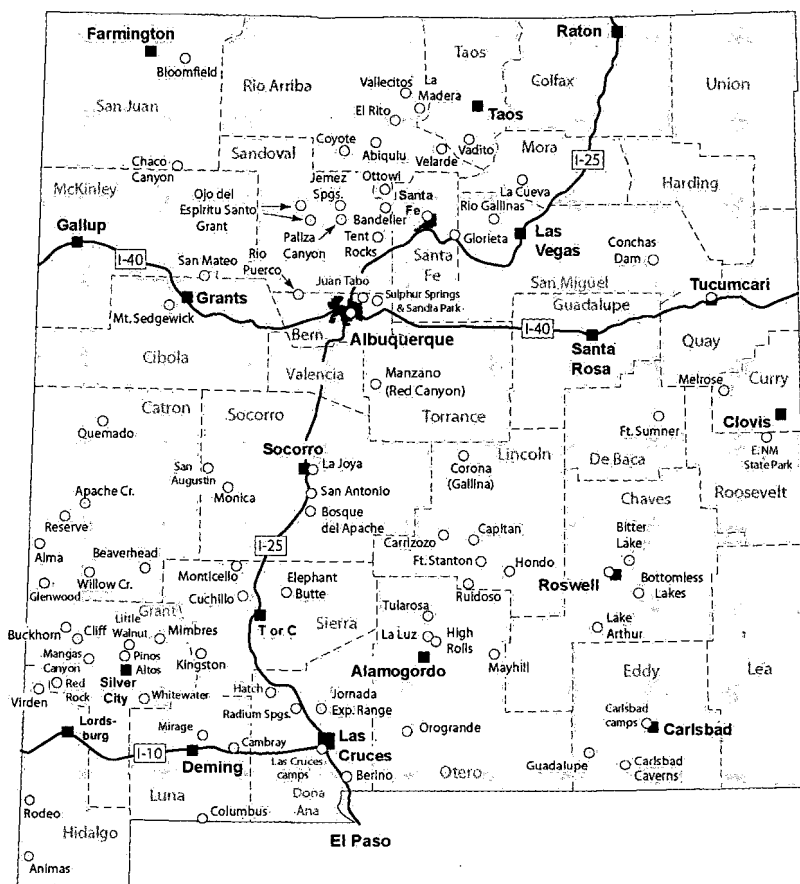 Farmington
Bloomfield
San Juan
Rio Arriba
Taos
Vallecitos
La
Madera
El Rito
Taos
Raton
Colfax
Union
Coyote
Abiqulu
Velarde
Vadito
Mora
I-25
Chaco
Canyon
Sandoval
McKinley
Jemez
Spgs.
Ottowi
Santa
Fe
La Cueva
Harding
Ojo del
Espiritu Santo
Grant
Bandelier
Rio Gallinas
Gallup
Paliza
Canyon
Tent
Rocks
Glorieta
Las
Vegas
Conchas
Dam
I-40
San Mateo
Rio
Puerco
Santa
Fe
San Miguel
Tucumcari
Juan Tabo
Grants
Sulphur Springs
& Sandia Park
Guadalupe
Mt. Sedgewick
Bern
Albuquerque
I-40
Santa
Rosa
Quay
Cibola
Valencia
Manzano
(Red Canyon)
Melrose
Curry
Catron
Socorro
Torrance
Clovis
Quemado
Ft. Sumner
E. NM
State Park
Socorro
Lincoln
De Baca
San
Augustin
La Joya
Corona
(Gallina)
Monica
San Antonio
Chaves
Roosevelt
Apache Cr.
Bosque
del Apache
Bitter
Lake
Reserve
Carrizozo
Capitan
Alma
I-25
Beaverhead
Monticello
Ft. Stanton
Hondo
Roswell
Bottomless
Lakes
Willow Cr.
Glenwood
Cuchillo
Elephant
Butte
Ruidoso
Grant
Little
Walnut
Tularosa
Lake
Arthur
Buckhorn
Cliff
Mimbres
T or C
Sierra
La Luz
High
Rolls
Mangas
Canyon
Pinos
Altos
Kingston
Mayhill
Eddy
Lea
Alamogordo
Red
Rock
Silver
City
Whitewater
Hatch
Jornada
Exp. Range
Virden
Radium Spgs.
Carlsbad
camps
Carlsbad
Lords-
burg
Mirage
Orogrande
Las
Cruces
I-10
Cambray
Deming
Las Cruces
camps
Berino
Otero
Guadalupe
Carlsbad
Caverns
Luna
Dona
Ana
Rodeo
Columbus
Hidalgo
El Paso
Animas